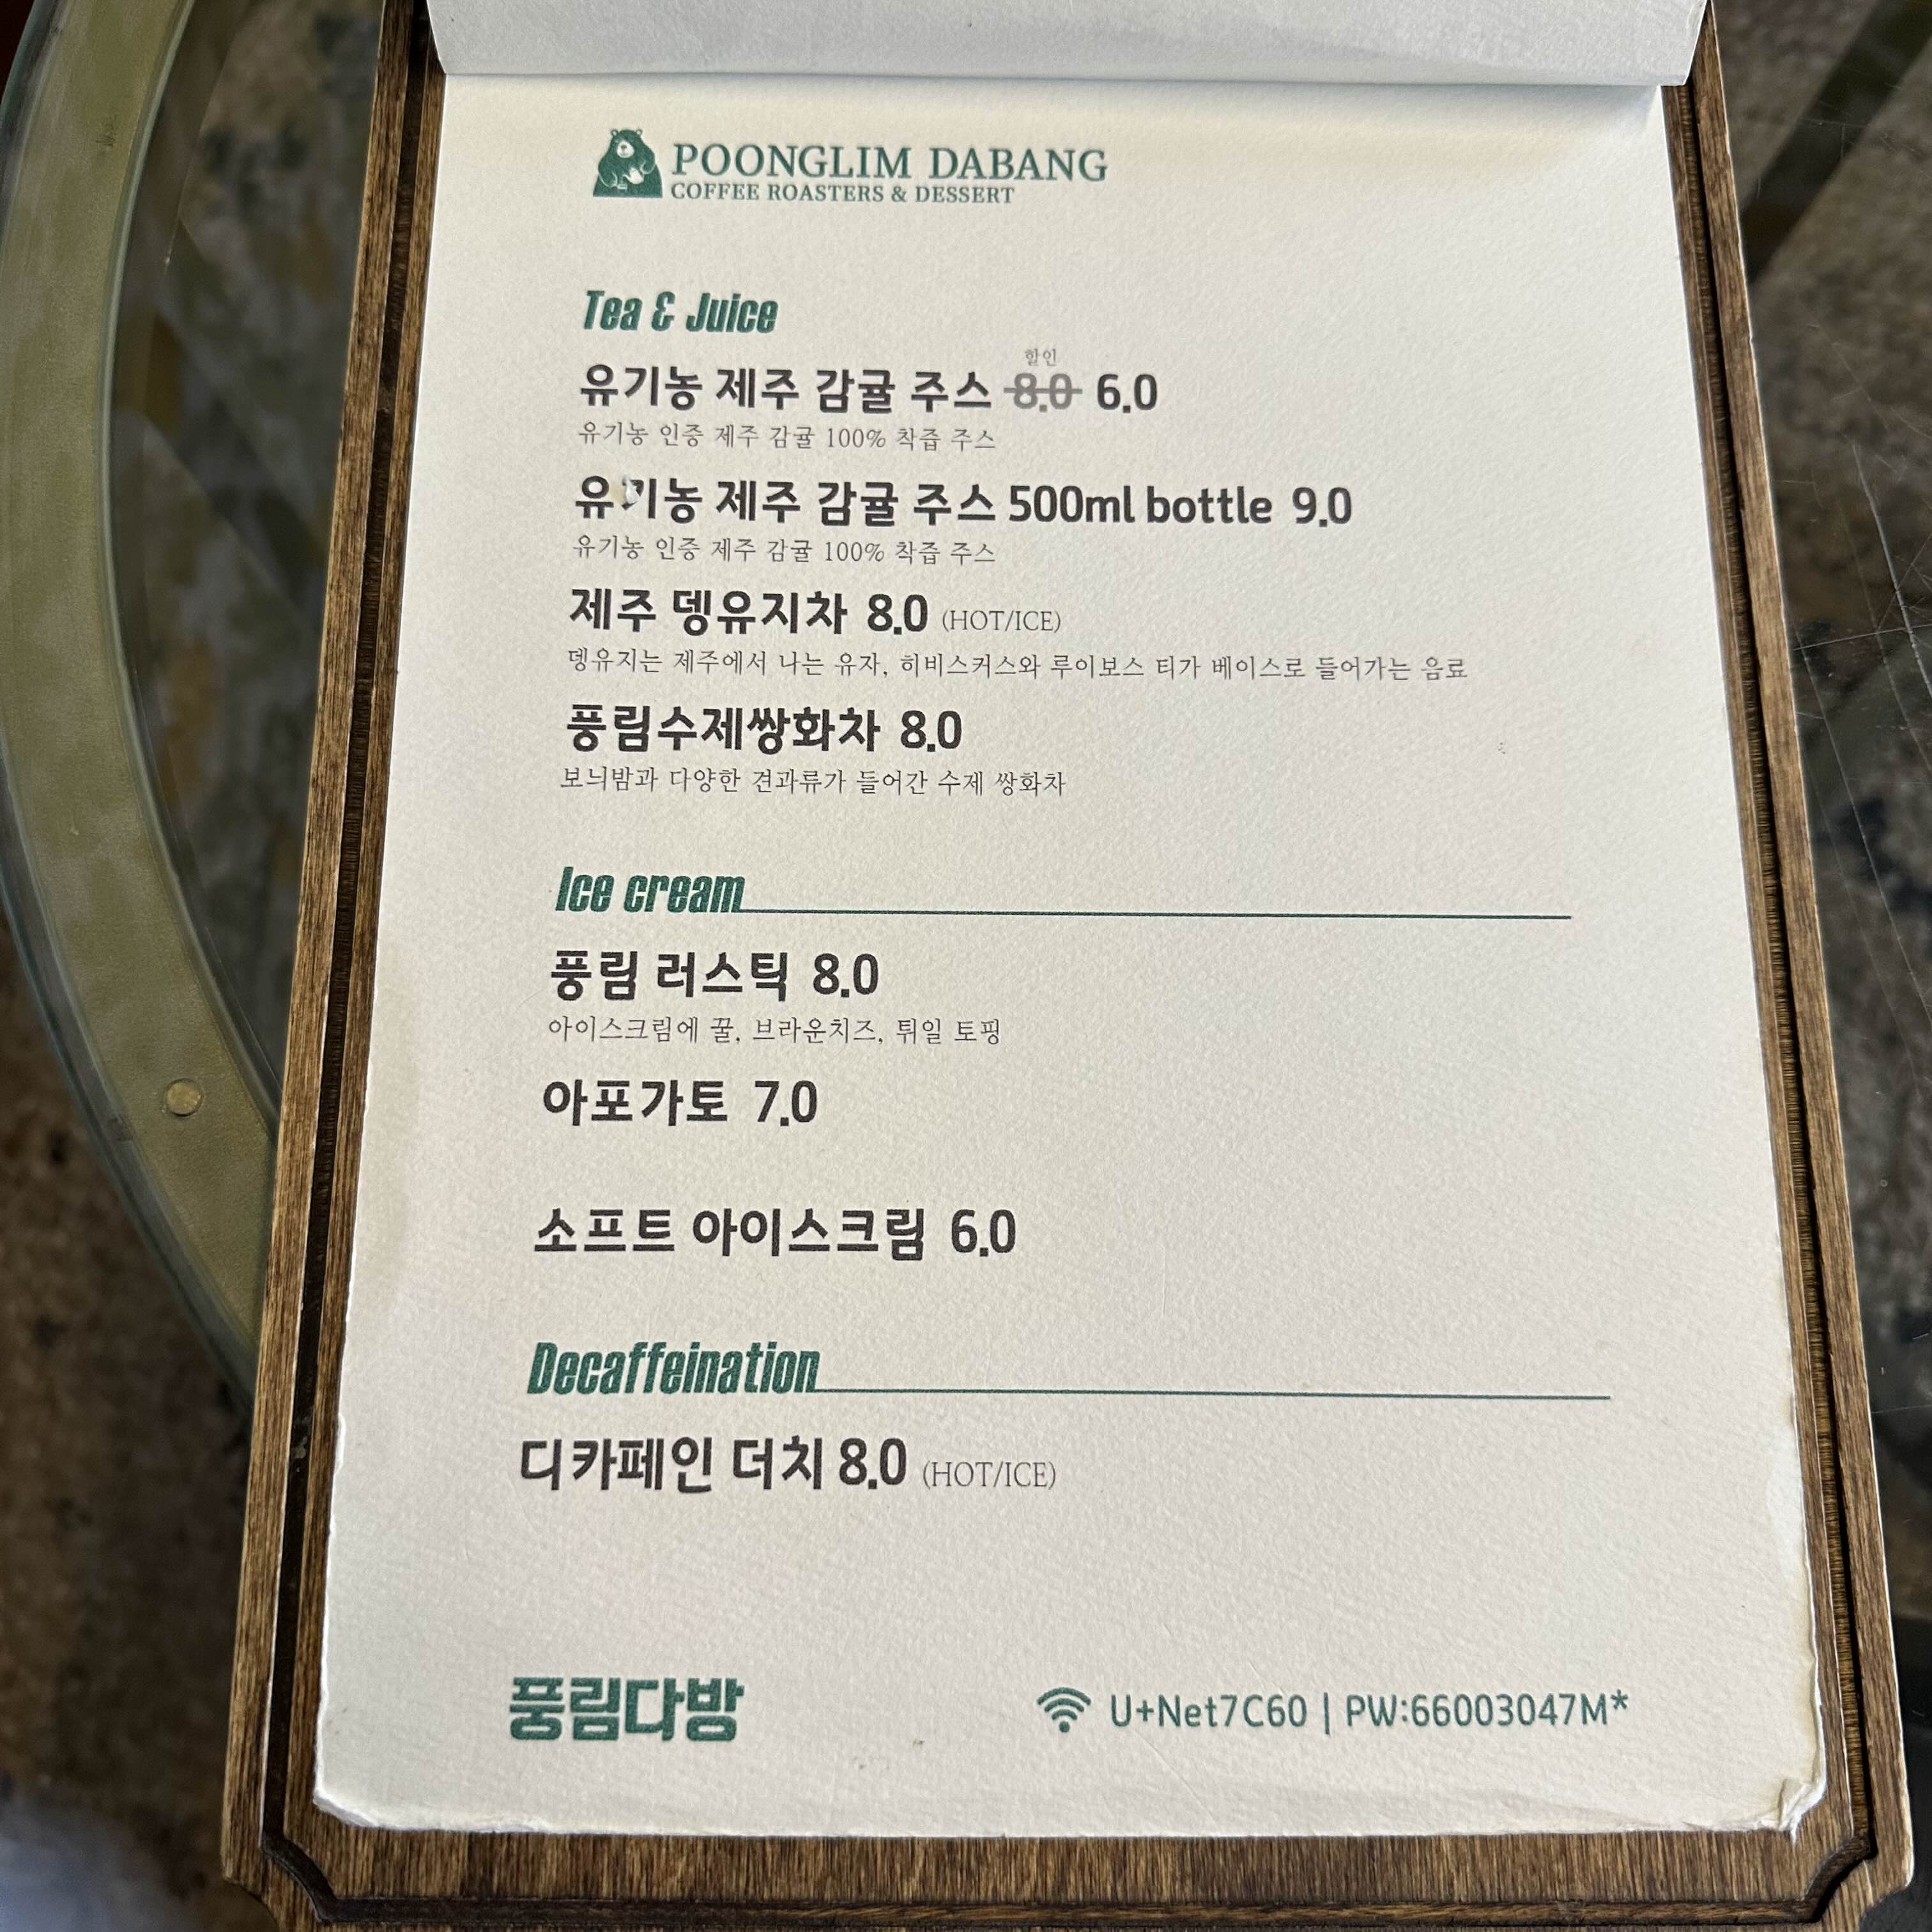 POONGLIM DABANG
COFFEE ROASTERS & DESSERT
Tea & Juice
할인
유기농 제주 감귤 주스 8.0 6.0
유기농 인증 제주 감귤 100% 착즙 주스
유기농 제주 감귤 주스 500ml bottle 9.0
유기농 인증 제주 감귤 100% 착즙 주스
제주 뎅유지차 8.0 (HOT/ICE)
뎅유지는 제주에서 나는 유자, 히비스커스와 루이보스 티가 베이스로 들어가는 음료
풍림수제쌍화차 8.0
보늬밤과 다양한 견과류가 들어간 수제 쌍화차
Ice cream
풍림 러스틱 8.0
아이스크림에 꿀, 브라운치즈, 튀일 토핑
아포가토 7.0
소프트 아이스크림 6.0
Decaffeination
디카페인 더치 8.0 (HOT/ICE)
풍림다방
U+Net7C60 | PW:66003047M*